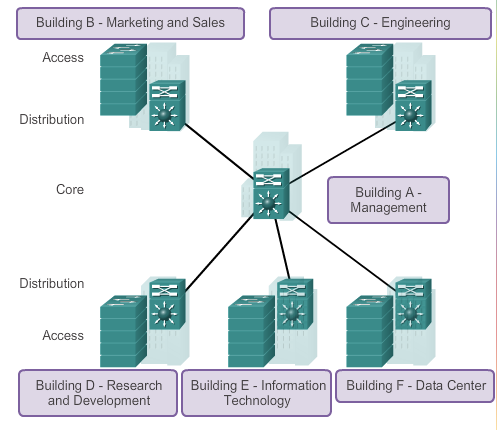 Building B - Marketing and Sales
Building C - Engineering
Access
Distribution
Core
Building A -
Management
Distribution
Access
Building D - Research
and Development
Building E - Information
Technology
Building F - Data Center